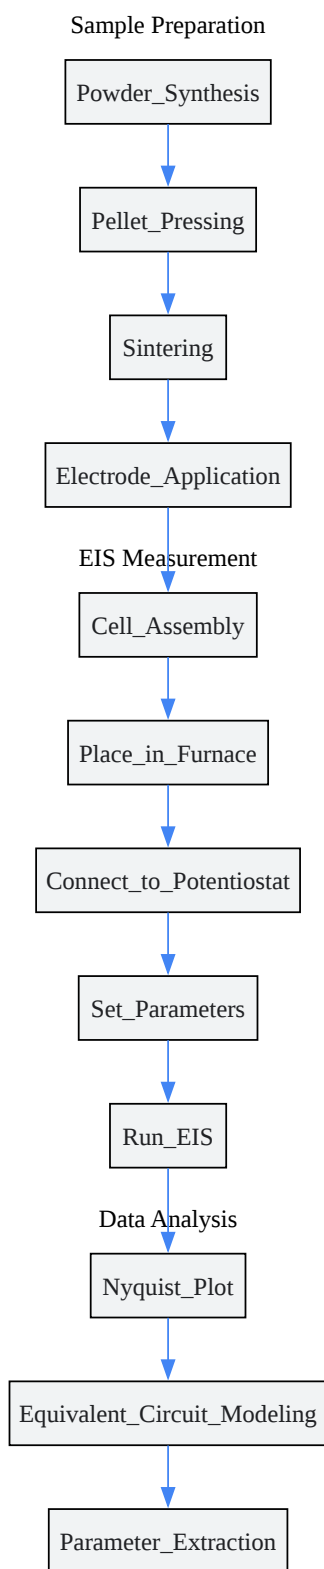 Sample Preparation
Powder_Synthesis
Pellet_Pressing
Sintering
Electrode_Application
EIS Measurement
Cell_Assembly
Place_in_Furnace
Connect_to_Potentiostat
Set_Parameters
Run_EIS
Data Analysis
Nyquist_Plot
Equivalent_Circuit_Modeling
Parameter_Extraction